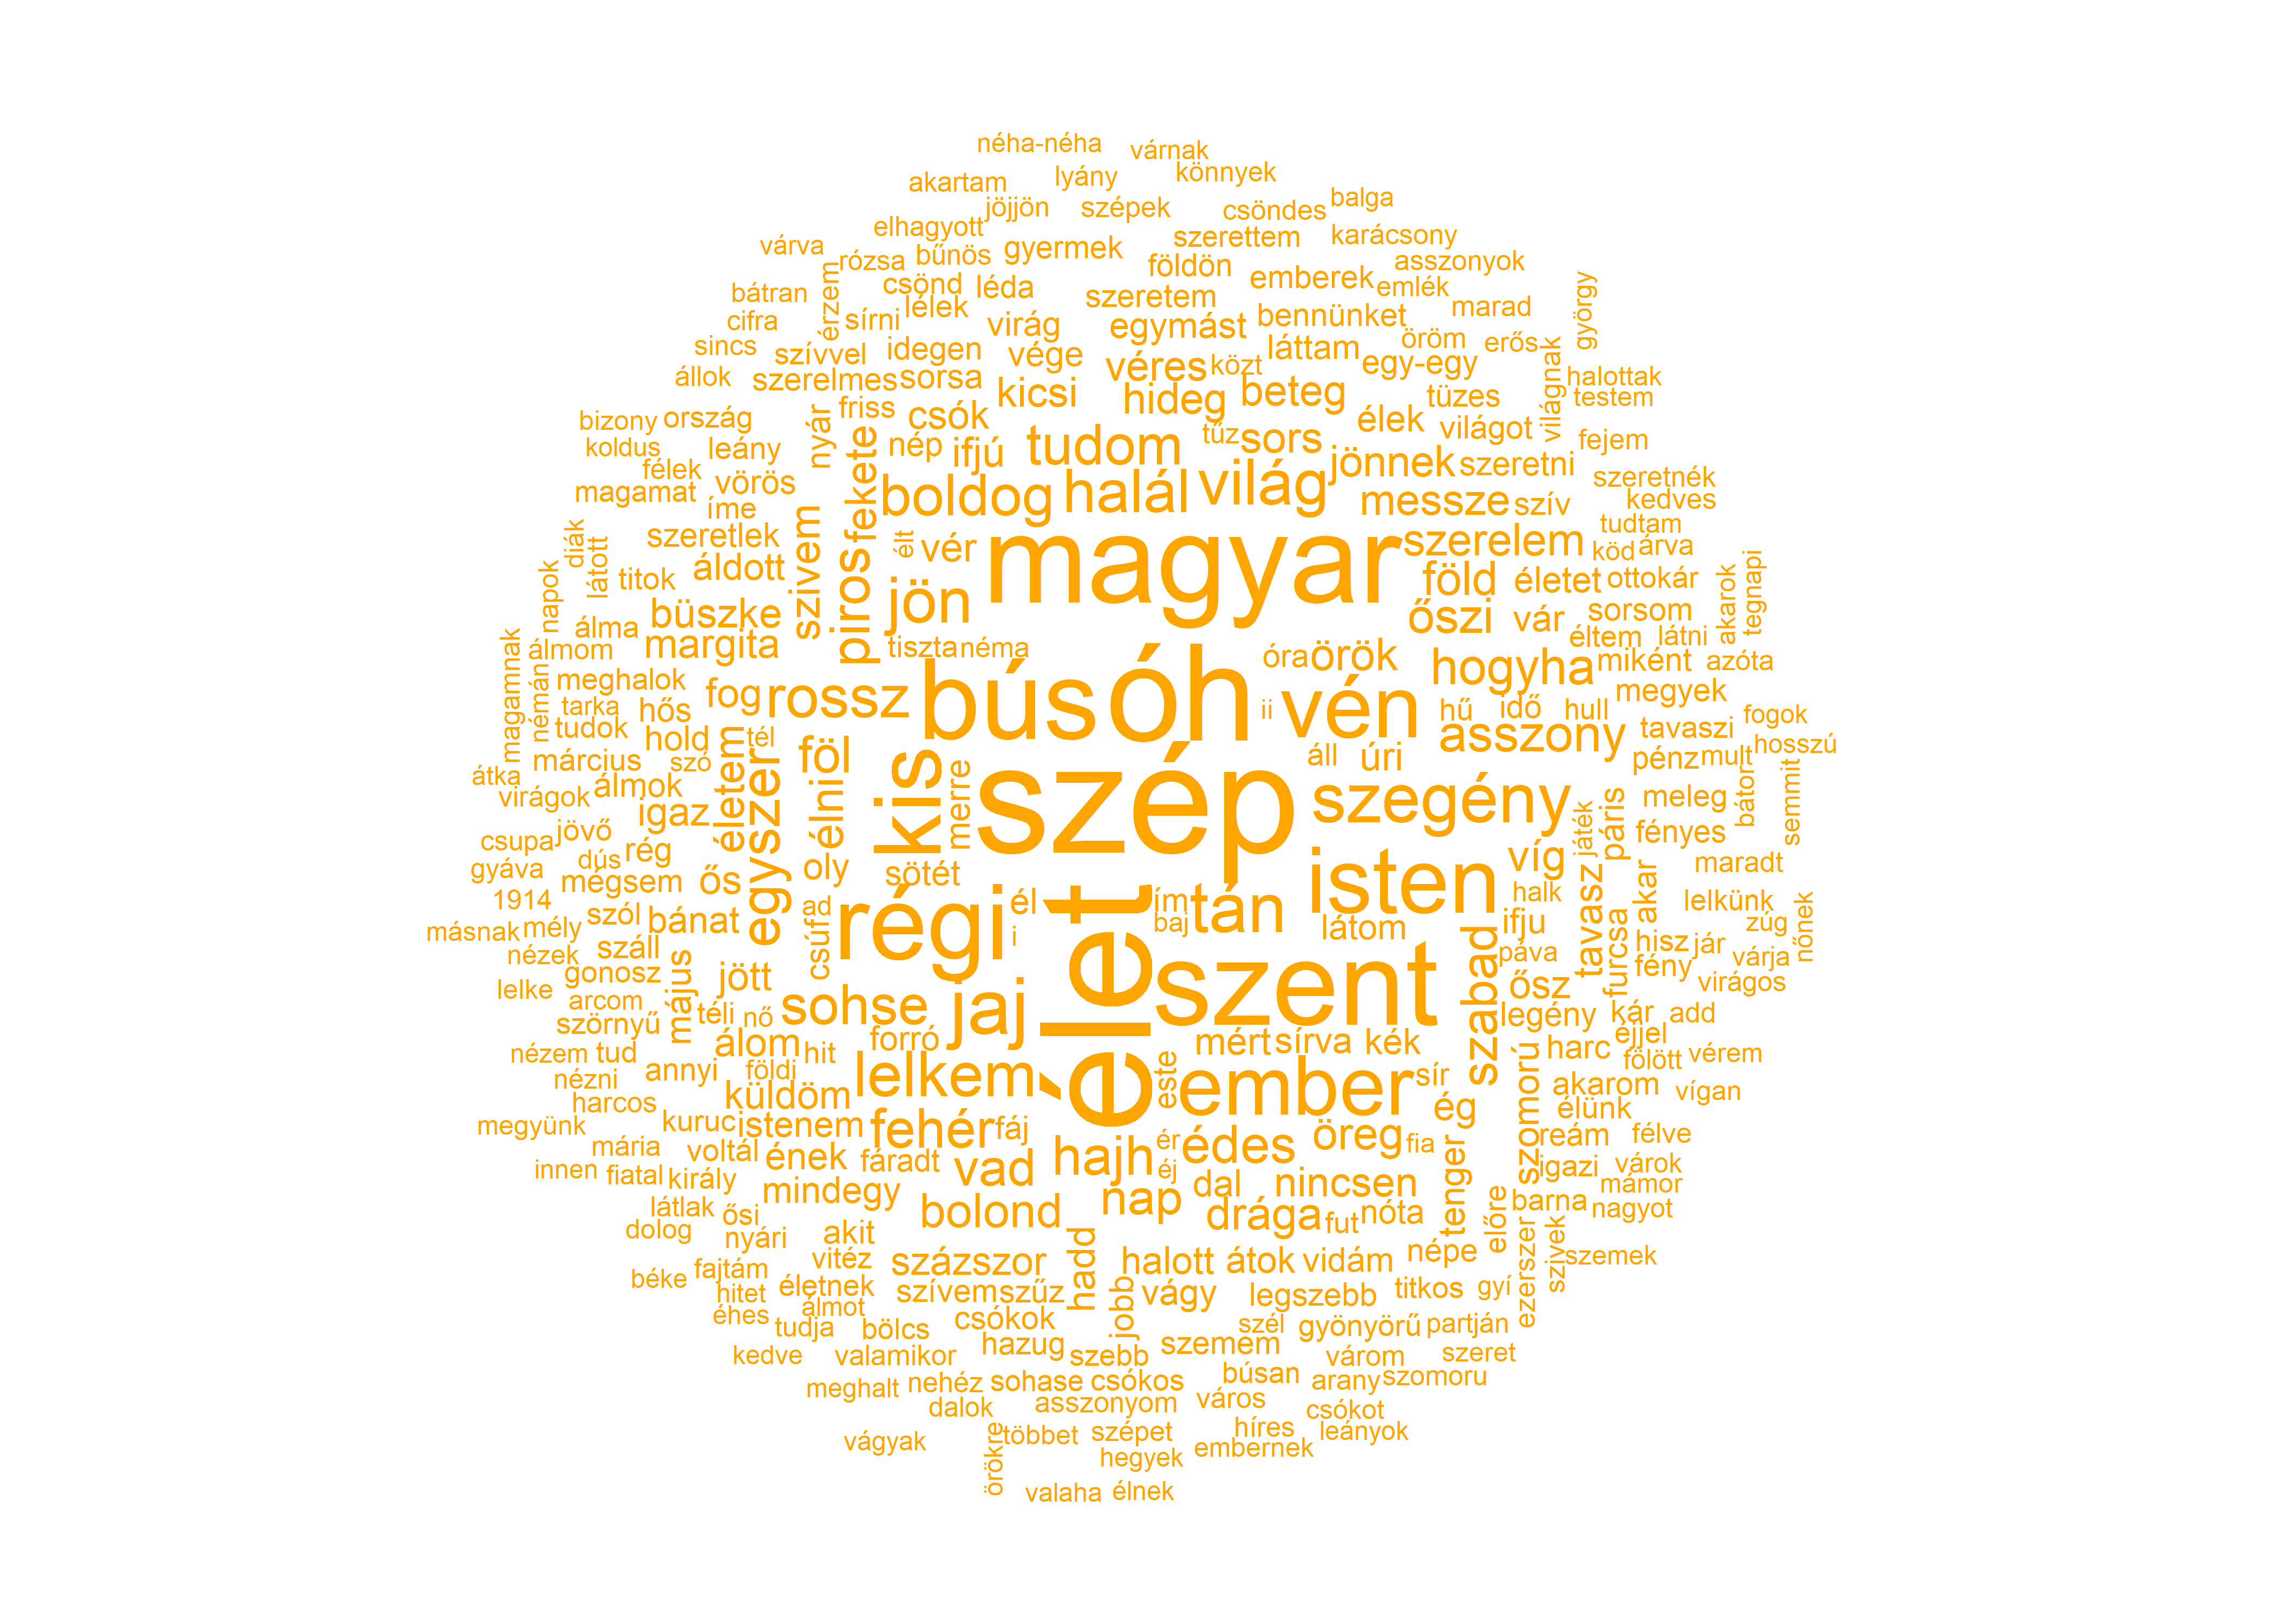 néha-néha
várnak
akartam
lyány
könnyek
jöjjön
szépek
csöndes
balga
elhagyott
várva
rózsa
bűnös
gyermek
szerettem
karácsony
földön
emberek
asszonyok
bátran
érzem
csönd
léda
szeretem
emlék
marad
györgy
cifra
sírni
lélek
virág
egymást
bennünket
öröm
erős
sincs
szívvel
idegen
vége
véres
közt
láttam
egy-egy
világnak
halottak
állok
szerelmes
sorsa
kicsi
hideg
beteg
tüzes
testem
bizony
ország
nyár
friss
csók
élek
világot
fejem
koldus
leány
fekete
nép
ifjú
tudom
tűz
sors
jönnek
szeretni
szeretnék
félek
magamat
vörös
íme
boldog
halál
világ
messze
szív
kedves
tudtam
diák
látott
szeretlek
szivem
piros
élt
vér
magyar
szerelem
köd
árva
napok
titok
áldott
jön
föld
életet
ottokár
akarok
tegnapi
álma
büszke
őszi
vár
sorsom
magamnak
álmom
margita
tiszta
néma
óra
örök
hogyha
éltem
látni
miként
azóta
némán
meghalok
fog
rossz
bús
óh
ii
vén
megyek
tarka
hős
hű
idő
hull
fogok
tudok
hold
életem
tél
föl
asszony
tavaszi
március
szó
egyszer
kis
merre
szép
áll
úri
pénz
mult
hosszú
átka
virágok
álmok
igaz
élni
szegény
meleg
bátor
semmit
csupa
jövő
rég
víg
játék
páris
fényes
gyáva
dús
mégsem
ős
oly
sötét
isten
halk
akar
maradt
1914
szól
bánat
ad
csúf
régi
él
i
élet
ím
baj
tán
látom
ifju
tavasz
furcsa
lelkünk
zúg
nőnek
másnak
mély
nézek
száll
gonosz
május
jött
szent
szabad
páva
hisz
jár
várja
fény
virágos
lelke
arcom
téli
nő
sohse
jaj
ősz
legény
kár
add
szörnyű
álom
forró
mért
sírva
kék
éjjel
nézem
tud
hit
este
szomorú
harc
fölött
vérem
nézni
annyi
földi
lelkem
ember
sír
akarom
vígan
harcos
küldöm
ég
élünk
megyünk
kuruc
istenem
fehér
fáj
ér
édes
öreg
fia
reám
félve
mária
voltál
ének
fáradt
vad
hajh
éj
tenger
igazi
várok
innen
fiatal
király
mindegy
nap
dal
nincsen
mámor
látlak
ősi
bolond
drága
fut
nóta
előre
barna
nagyot
dolog
nyári
akit
hadd
ezerszer
szivek
vitéz
százszor
halott
átok
vidám
népe
szemek
béke
fajtám
hitet
életnek
szívem
szűz
jobb
vágy
legszebb
titkos
gyí
éhes
álmot
tudja
bölcs
csókok
szél
gyönyörű
partján
kedve
valamikor
hazug
szebb
szemem
várom
szeret
meghalt
nehéz
sohase
csókos
búsan
arany
szomoru
dalok
asszonyom
város
csókot
vágyak
örökre
többet
szépet
híres
leányok
hegyek
embernek
valaha
élnek